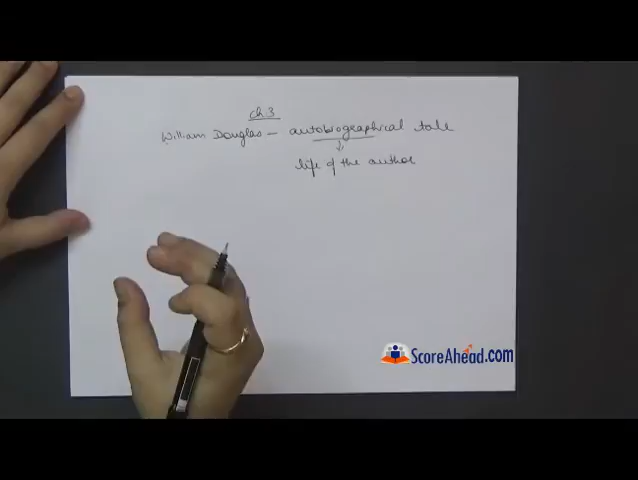 ch 3
William Douglas - autobiographical tale
life of the author
ScoreAhead.com